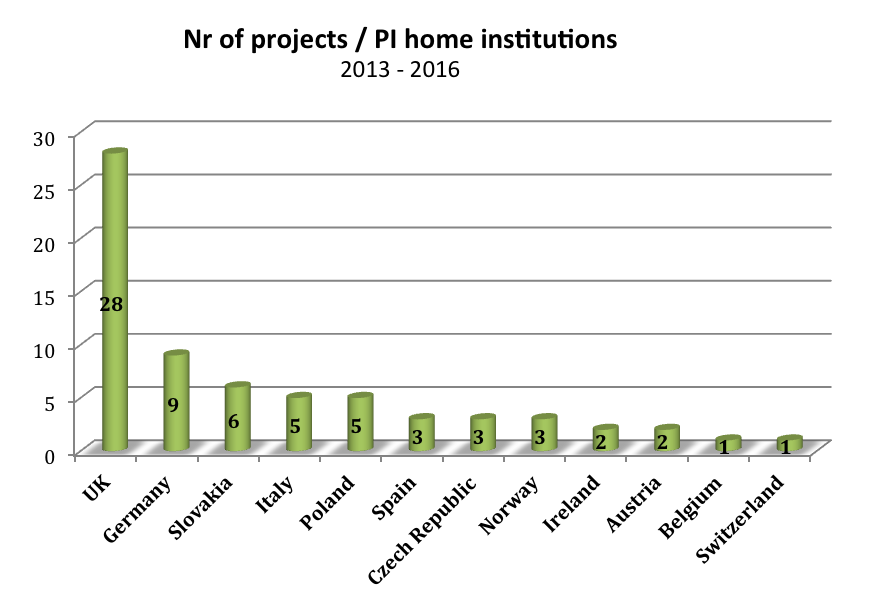 Nr of projects / PI home institutions
2013 - 2016
30
25
20
15
10
5
0
28
9
6
5
5
3
3
3
2
2
1
1
UK
Germany
Slovakia
Italy
Poland
Spain
Czech Republic
Norway
Ireland
Austria
Belgium
Switzerland